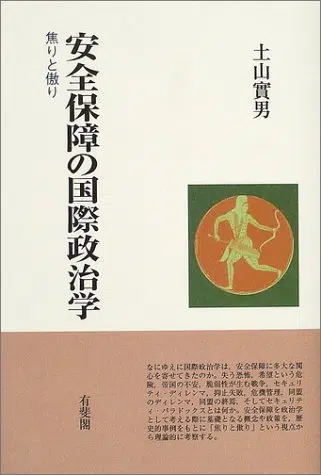 土山實男
安全保障の国際政治学
焦りと傲り
なにゆえに国際政治学は，安全保障に多大な関
心を寄せてきたのか。失う恐怖，希望という危
険，帝国の不安，脆弱性が生む戦争，セキュリ
ティ・ディレンマ，抑止失敗，危機管理，同盟
のディレンマ，同盟の終焉，そしてセキュリテ
ィ・パラドックスとは何か。安全保障を政治学
として考える際に基礎となる概念や政策を，歴
史的事例をもとに「焦りと傲り」という視点か
ら理論的に考察する。
有斐閣